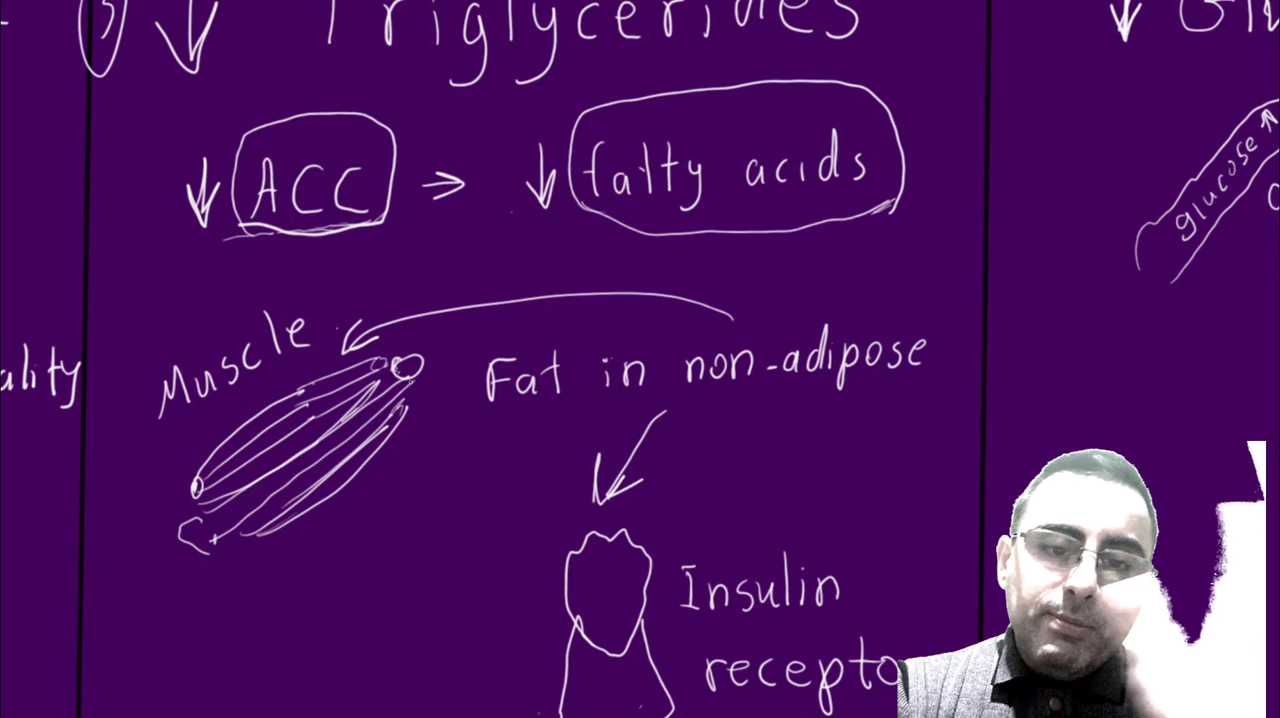 ↓ Triglycerides
↓ ACC → ↓ fatty acids
glucose
Muscle
Fat in non-adipose
ality
Insulin
recepto